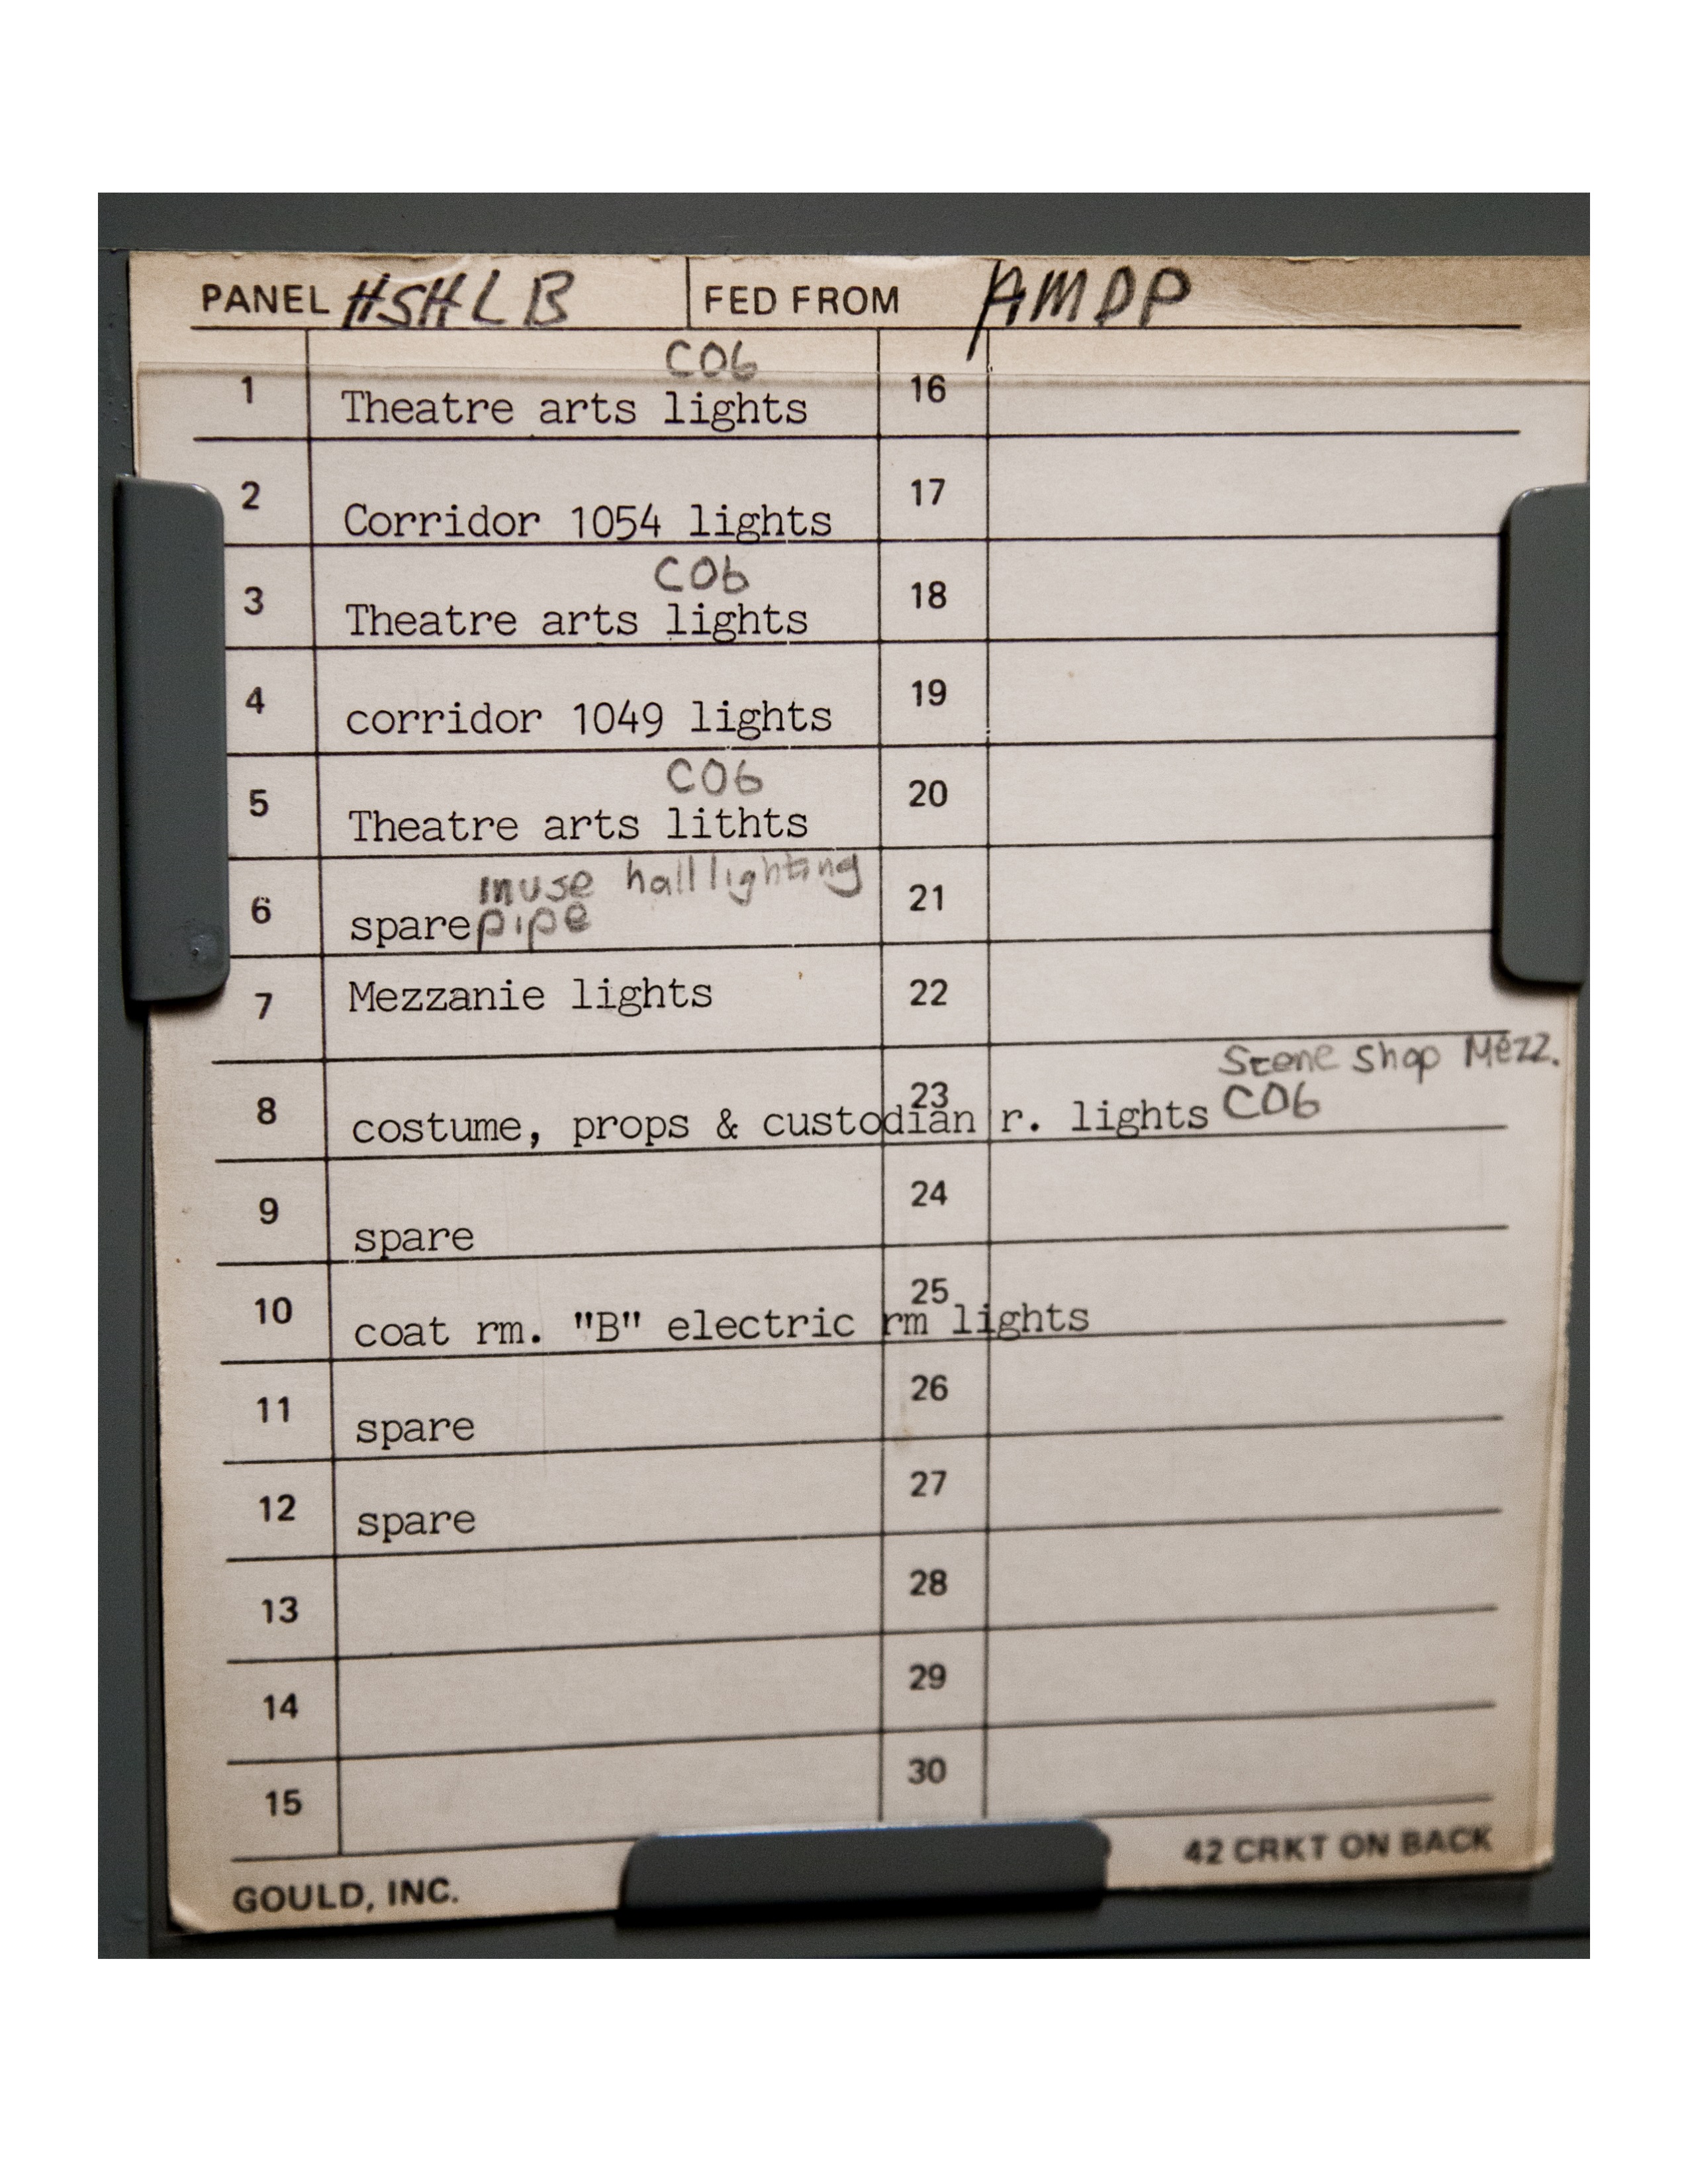 PANEL HSHLB FED FROM AMDP
C06
1 Theatre arts lights 16
2 Corridor 1054 lights 17
C06
3 Theatre arts lights 18
4 corridor 1049 lights 19
C06
5 Theatre arts lithts 20
inuse hall lighting
6 spare pipe 21
7 Mezzanie lights 22
Scene Shop Mezz.
8 costume, props & custodian r. lights C06 23
9 spare 24
10 coat rm. "B" electric rm lights 25
11 spare 26
12 spare 27
13 28
14 29
15 30
GOULD, INC. 42 CRKT ON BACK